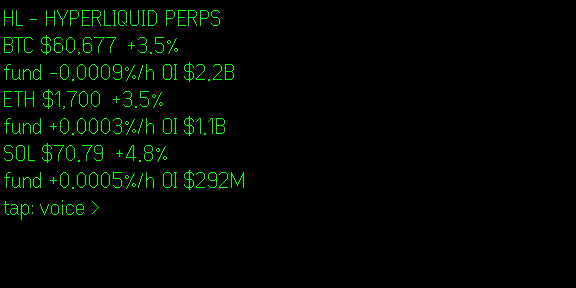 HL - HYPERLIQUID PERPS
BTC $60,677 +3.5%
fund -0.0009%/h OI $2.2B
ETH $1,700 +3.5%
fund +0.0003%/h OI $1.1B
SOL $70.79 +4.8%
fund +0.0005%/h OI $292M
tap: voice >